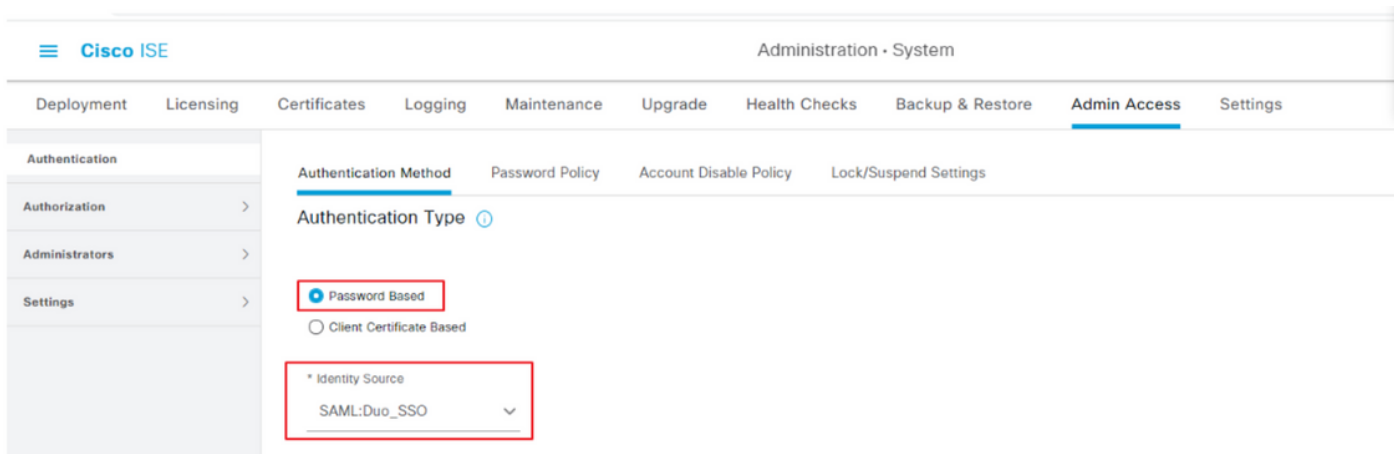 Cisco ISE Administration · System
Deployment Licensing Certificates Logging Maintenance Upgrade Health Checks Backup & Restore Admin Access Settings
Authentication
Authorization
Administrators
Settings
Authentication Method Password Policy Account Disable Policy Lock/Suspend Settings
Authentication Type
Password Based
Client Certificate Based
* Identity Source
SAML:Duo_SSO